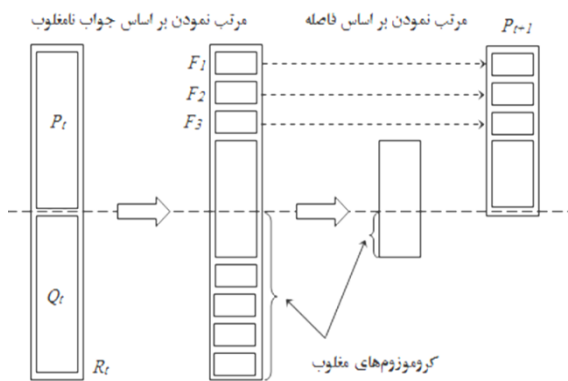 مرتب نمودن بر اساس جواب نامغلوب
مرتب نمودن بر اساس فاصله
Pt+1
F1
F2
F3
Pt
Qt
Rt
کروموزوم‌های مغلوب